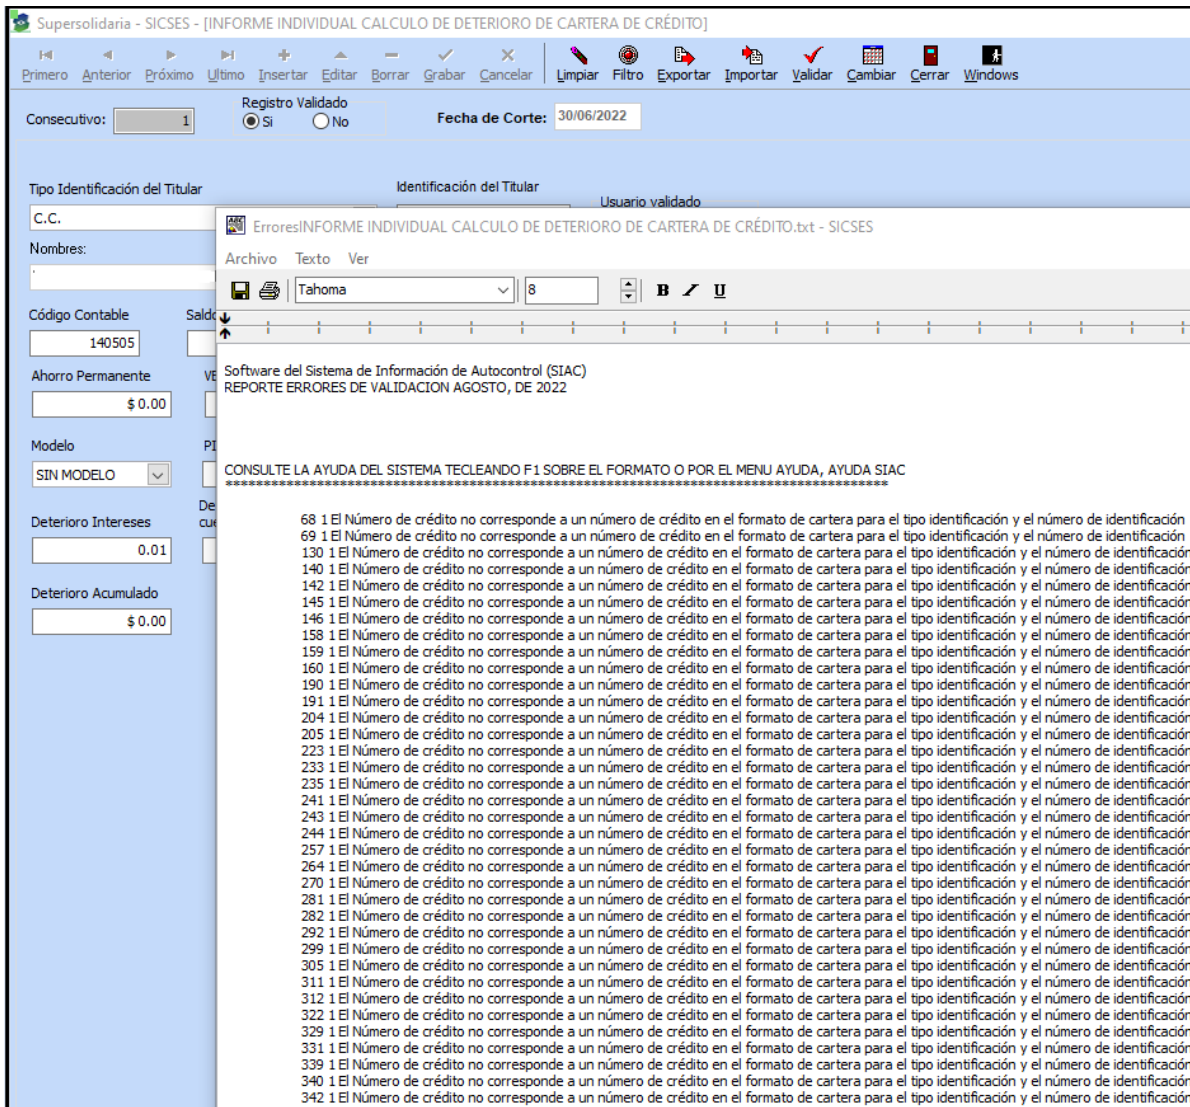 Supersolidaria - SICSES - [INFORME INDIVIDUAL CALCULO DE DETERIORO DE CARTERA DE CRÉDITO]
Primero Anterior Próximo Ultimo Insertar Editar Borrar Grabar Cancelar Limpiar Filtro Exportar Importar Validar Cambiar Cerrar Windows
Registro Validado
Consecutivo: 1 Si No Fecha de Corte: 30/06/2022
Tipo Identificación del Titular Identificación del Titular
Usuario validado
C.C.
ErroresINFORME INDIVIDUAL CALCULO DE DETERIORO DE CARTERA DE CRÉDITO.txt - SICSES
Nombres:
Archivo Texto Ver
Tahoma 8 B I U
Código Contable Saldo
140505
Software del Sistema de Información de Autocontrol (SIAC)
Ahorro Permanente VE
REPORTE ERRORES DE VALIDACION AGOSTO, DE 2022
$ 0.00
Modelo PI
SIN MODELO
CONSULTE LA AYUDA DEL SISTEMA TECLEANDO F1 SOBRE EL FORMATO O POR EL MENU AYUDA, AYUDA SIAC
Deterioro Intereses De cue
0.01
Deterioro Acumulado
$ 0.00
68 1 El Número de crédito no corresponde a un número de crédito en el formato de cartera para el tipo identificación y el número de identificación
69 1 El Número de crédito no corresponde a un número de crédito en el formato de cartera para el tipo identificación y el número de identificación
130 1 El Número de crédito no corresponde a un número de crédito en el formato de cartera para el tipo identificación y el número de identificación
140 1 El Número de crédito no corresponde a un número de crédito en el formato de cartera para el tipo identificación y el número de identificación
142 1 El Número de crédito no corresponde a un número de crédito en el formato de cartera para el tipo identificación y el número de identificación
145 1 El Número de crédito no corresponde a un número de crédito en el formato de cartera para el tipo identificación y el número de identificación
146 1 El Número de crédito no corresponde a un número de crédito en el formato de cartera para el tipo identificación y el número de identificación
158 1 El Número de crédito no corresponde a un número de crédito en el formato de cartera para el tipo identificación y el número de identificación
159 1 El Número de crédito no corresponde a un número de crédito en el formato de cartera para el tipo identificación y el número de identificación
160 1 El Número de crédito no corresponde a un número de crédito en el formato de cartera para el tipo identificación y el número de identificación
190 1 El Número de crédito no corresponde a un número de crédito en el formato de cartera para el tipo identificación y el número de identificación
191 1 El Número de crédito no corresponde a un número de crédito en el formato de cartera para el tipo identificación y el número de identificación
204 1 El Número de crédito no corresponde a un número de crédito en el formato de cartera para el tipo identificación y el número de identificación
205 1 El Número de crédito no corresponde a un número de crédito en el formato de cartera para el tipo identificación y el número de identificación
223 1 El Número de crédito no corresponde a un número de crédito en el formato de cartera para el tipo identificación y el número de identificación
233 1 El Número de crédito no corresponde a un número de crédito en el formato de cartera para el tipo identificación y el número de identificación
235 1 El Número de crédito no corresponde a un número de crédito en el formato de cartera para el tipo identificación y el número de identificación
241 1 El Número de crédito no corresponde a un número de crédito en el formato de cartera para el tipo identificación y el número de identificación
243 1 El Número de crédito no corresponde a un número de crédito en el formato de cartera para el tipo identificación y el número de identificación
244 1 El Número de crédito no corresponde a un número de crédito en el formato de cartera para el tipo identificación y el número de identificación
257 1 El Número de crédito no corresponde a un número de crédito en el formato de cartera para el tipo identificación y el número de identificación
264 1 El Número de crédito no corresponde a un número de crédito en el formato de cartera para el tipo identificación y el número de identificación
270 1 El Número de crédito no corresponde a un número de crédito en el formato de cartera para el tipo identificación y el número de identificación
281 1 El Número de crédito no corresponde a un número de crédito en el formato de cartera para el tipo identificación y el número de identificación
282 1 El Número de crédito no corresponde a un número de crédito en el formato de cartera para el tipo identificación y el número de identificación
292 1 El Número de crédito no corresponde a un número de crédito en el formato de cartera para el tipo identificación y el número de identificación
299 1 El Número de crédito no corresponde a un número de crédito en el formato de cartera para el tipo identificación y el número de identificación
305 1 El Número de crédito no corresponde a un número de crédito en el formato de cartera para el tipo identificación y el número de identificación
311 1 El Número de crédito no corresponde a un número de crédito en el formato de cartera para el tipo identificación y el número de identificación
312 1 El Número de crédito no corresponde a un número de crédito en el formato de cartera para el tipo identificación y el número de identificación
322 1 El Número de crédito no corresponde a un número de crédito en el formato de cartera para el tipo identificación y el número de identificación
329 1 El Número de crédito no corresponde a un número de crédito en el formato de cartera para el tipo identificación y el número de identificación
331 1 El Número de crédito no corresponde a un número de crédito en el formato de cartera para el tipo identificación y el número de identificación
339 1 El Número de crédito no corresponde a un número de crédito en el formato de cartera para el tipo identificación y el número de identificación
340 1 El Número de crédito no corresponde a un número de crédito en el formato de cartera para el tipo identificación y el número de identificación
342 1 El Número de crédito no corresponde a un número de crédito en el formato de cartera para el tipo identificación y el número de identificación